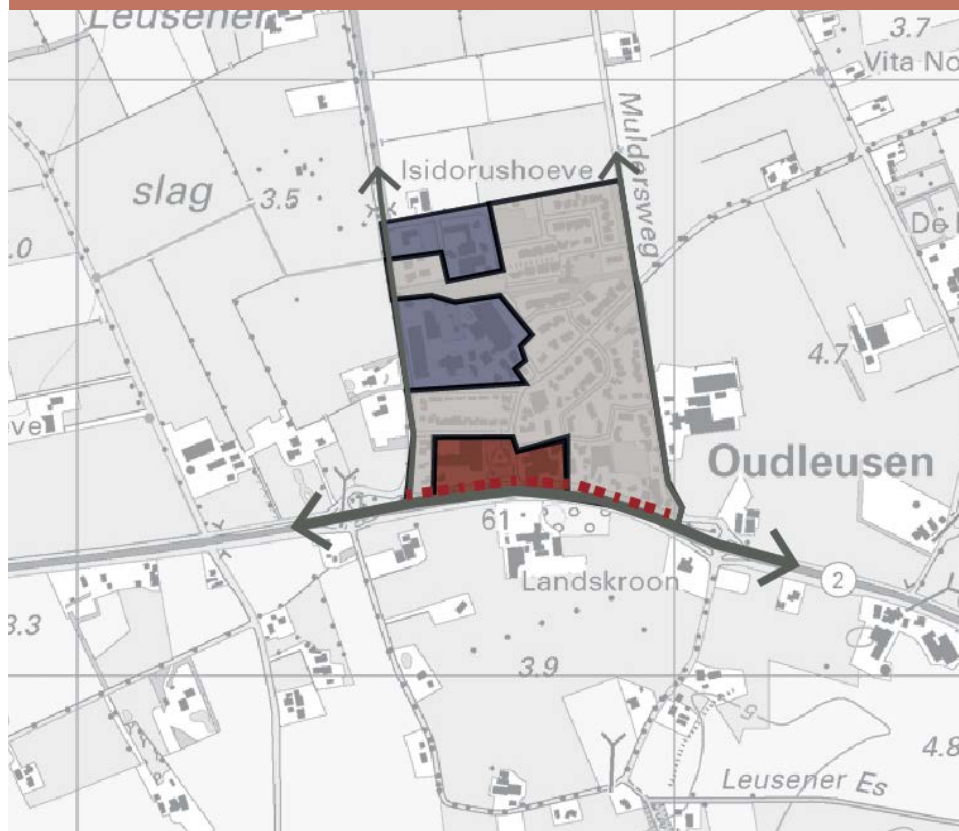 Leusener
3.7
Vita No
Muldersweg
Isidorushoeve
slag
3.5
.0
De
4.7
Oudleusen
61
Landskroon
2
3.3
3.9
4.8
Leusener Es